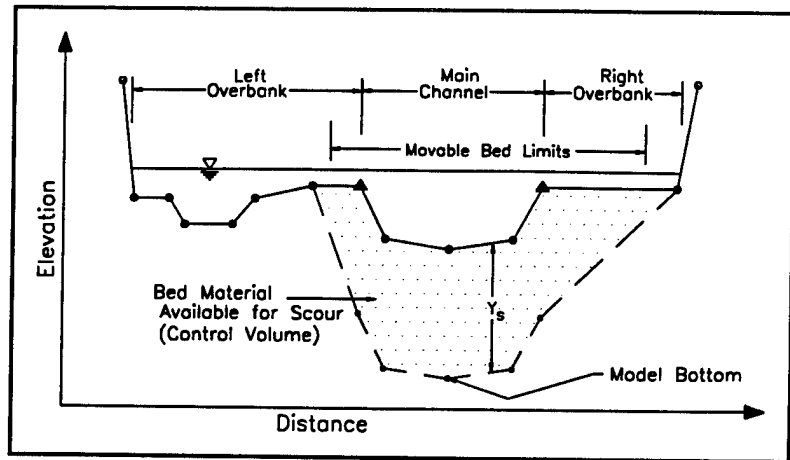 Left
Overbank
Main
Channel
Right
Overbank
Movable Bed Limits
Elevation
Bed Material
Available for Scour
(Control Volume)
Ys
Model Bottom
Distance